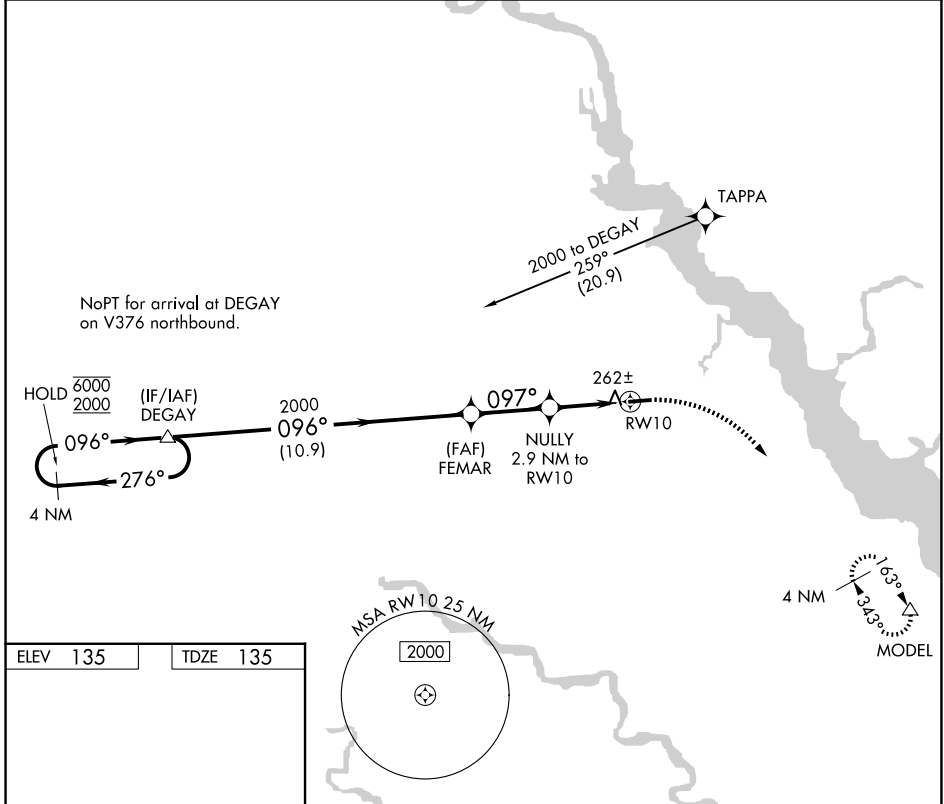 TAPPA
2000 to DEGAY
259°
(20.9)
NoPT for arrival at DEGAY
on V376 northbound.
HOLD 6000
2000
(IF/IAF)
DEGAY
096°
276°
4 NM
2000
096°
(10.9)
(FAF)
FEMAR
097°
NULLY
2.9 NM to
RW10
262±
RW10
4 NM
163°
343°
MODEL
MSA RW10 25 NM
2000
ELEV 135
TDZE 135